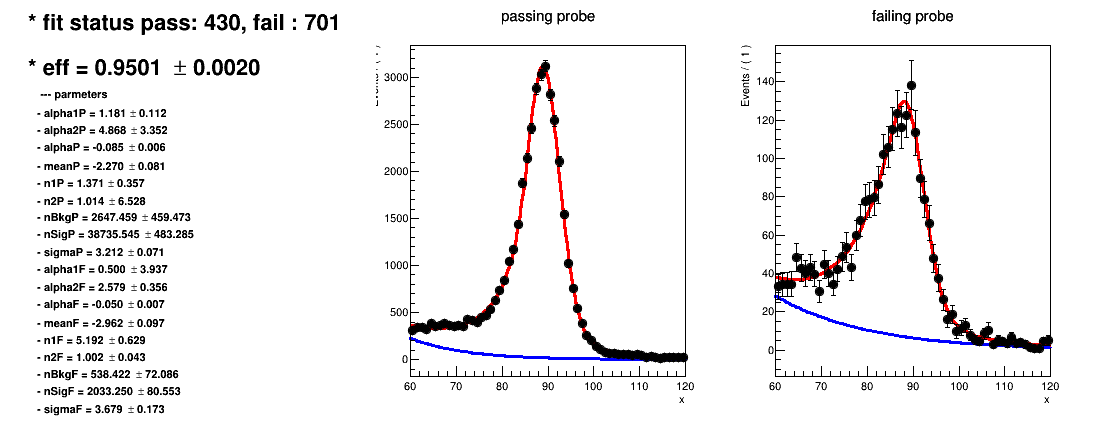 * fit status pass: 430, fail : 701
* eff = 0.9501 ± 0.0020
--- parmeters
- alpha1P = 1.181 ± 0.112
- alpha2P = 4.868 ± 3.352
- alphaP = -0.085 ± 0.006
- meanP = -2.270 ± 0.081
- n1P = 1.371 ± 0.357
- n2P = 1.014 ± 6.528
- nBkgP = 2647.459 ± 459.473
- nSigP = 38735.545 ± 483.285
- sigmaP = 3.212 ± 0.071
- alpha1F = 0.500 ± 3.937
- alpha2F = 2.579 ± 0.356
- alphaF = -0.050 ± 0.007
- meanF = -2.962 ± 0.097
- n1F = 5.192 ± 0.629
- n2F = 1.002 ± 0.043
- nBkgF = 538.422 ± 72.086
- nSigF = 2033.250 ± 80.553
- sigmaF = 3.679 ± 0.173
passing probe
3000
2500
2000
1500
1000
500
0
60 70 80 90 100 110 120
x
failing probe
Events / ( 1 )
140
120
100
80
60
40
20
0
60 70 80 90 100 110 120
x